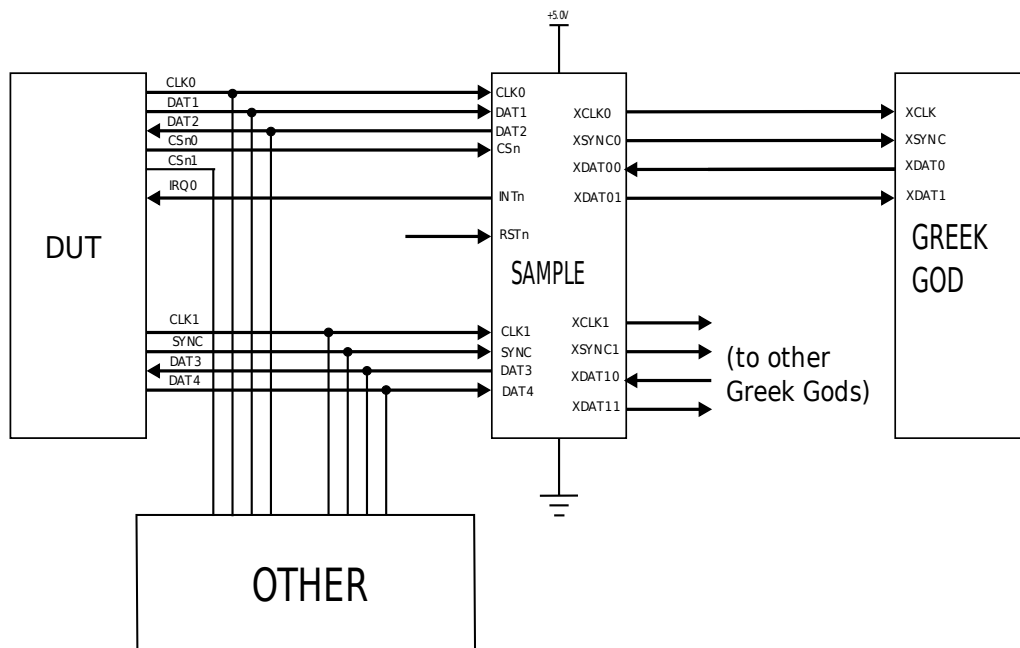 +5.0V
DUT
CLK0
DAT1
DAT2
CSn0
CSn1
IRQ0
CLK1
SYNC
DAT3
DAT4
CLK0
DAT1
DAT2
CSn
INTn
RSTn
SAMPLE
CLK1
SYNC
DAT3
DAT4
XCLK0
XSYNC0
XDAT00
XDAT01
XCLK1
XSYNC1
XDAT10
XDAT11
(to other
Greek Gods)
XCLK
XSYNC
XDAT0
XDAT1
GREEK
GOD
OTHER